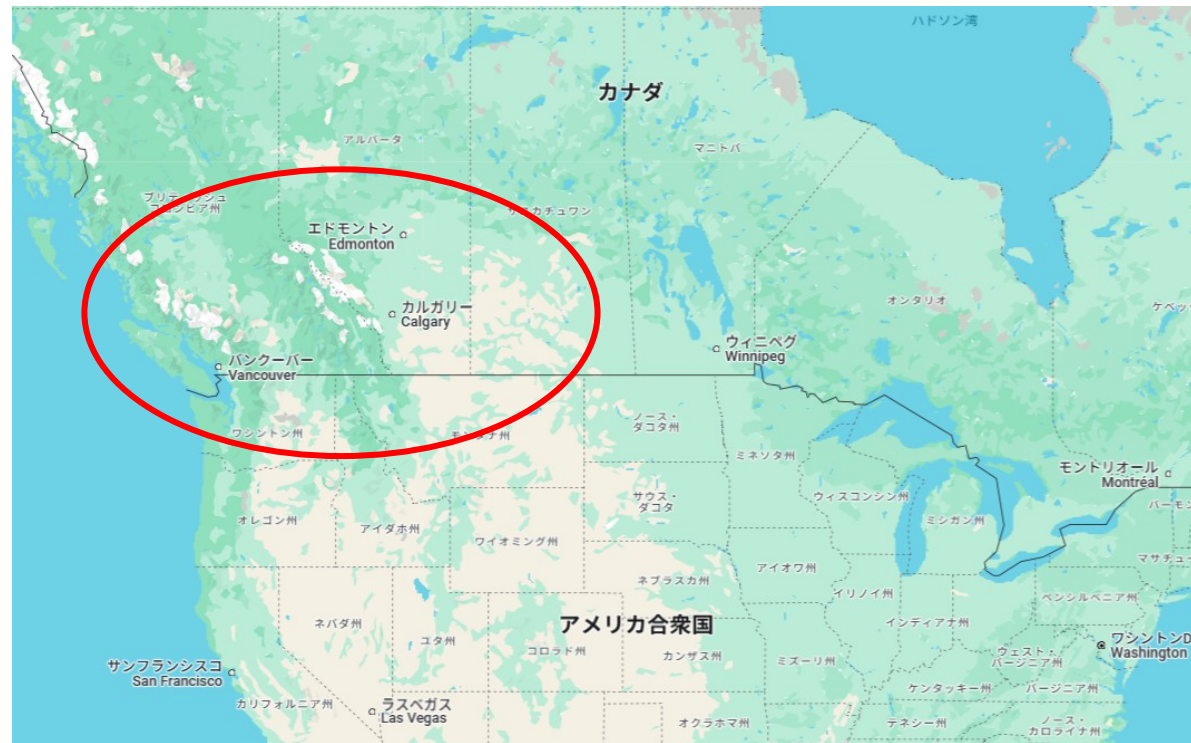 ハドソン湾
カナダ
アルバータ
マニトバ
ブリティッシュ
コロンビア州
サスカチュワン
エドモントン
Edmonton
オンタリオ
ケベッ
カルガリー
Calgary
ウィニペグ
Winnipeg
バンクーバー
Vancouver
ワシントン州
モンタナ州
ノース・
ダコタ州
ミネソタ州
モントリオール
Montréal
サウス・
ダコタ
ウィスコンシン州
ミシガン州
バーモン
オレゴン州
アイダホ州
ワイオミング州
マサチュー
アイオワ州
ネブラスカ州
イリノイ州
ペンシルベニア州
ネバダ州
ユタ州
アメリカ合衆国
インディアナ州
コロラド州
カンザス州
ミズーリ州
ウェスト・
バージニア州
ワシントンD
Washington
サンフランシスコ
San Francisco
カリフォルニア州
ラスベガス
Las Vegas
ケンタッキー州
バージニア州
オクラホマ州
テネシー州
ノース・
カロライナ州